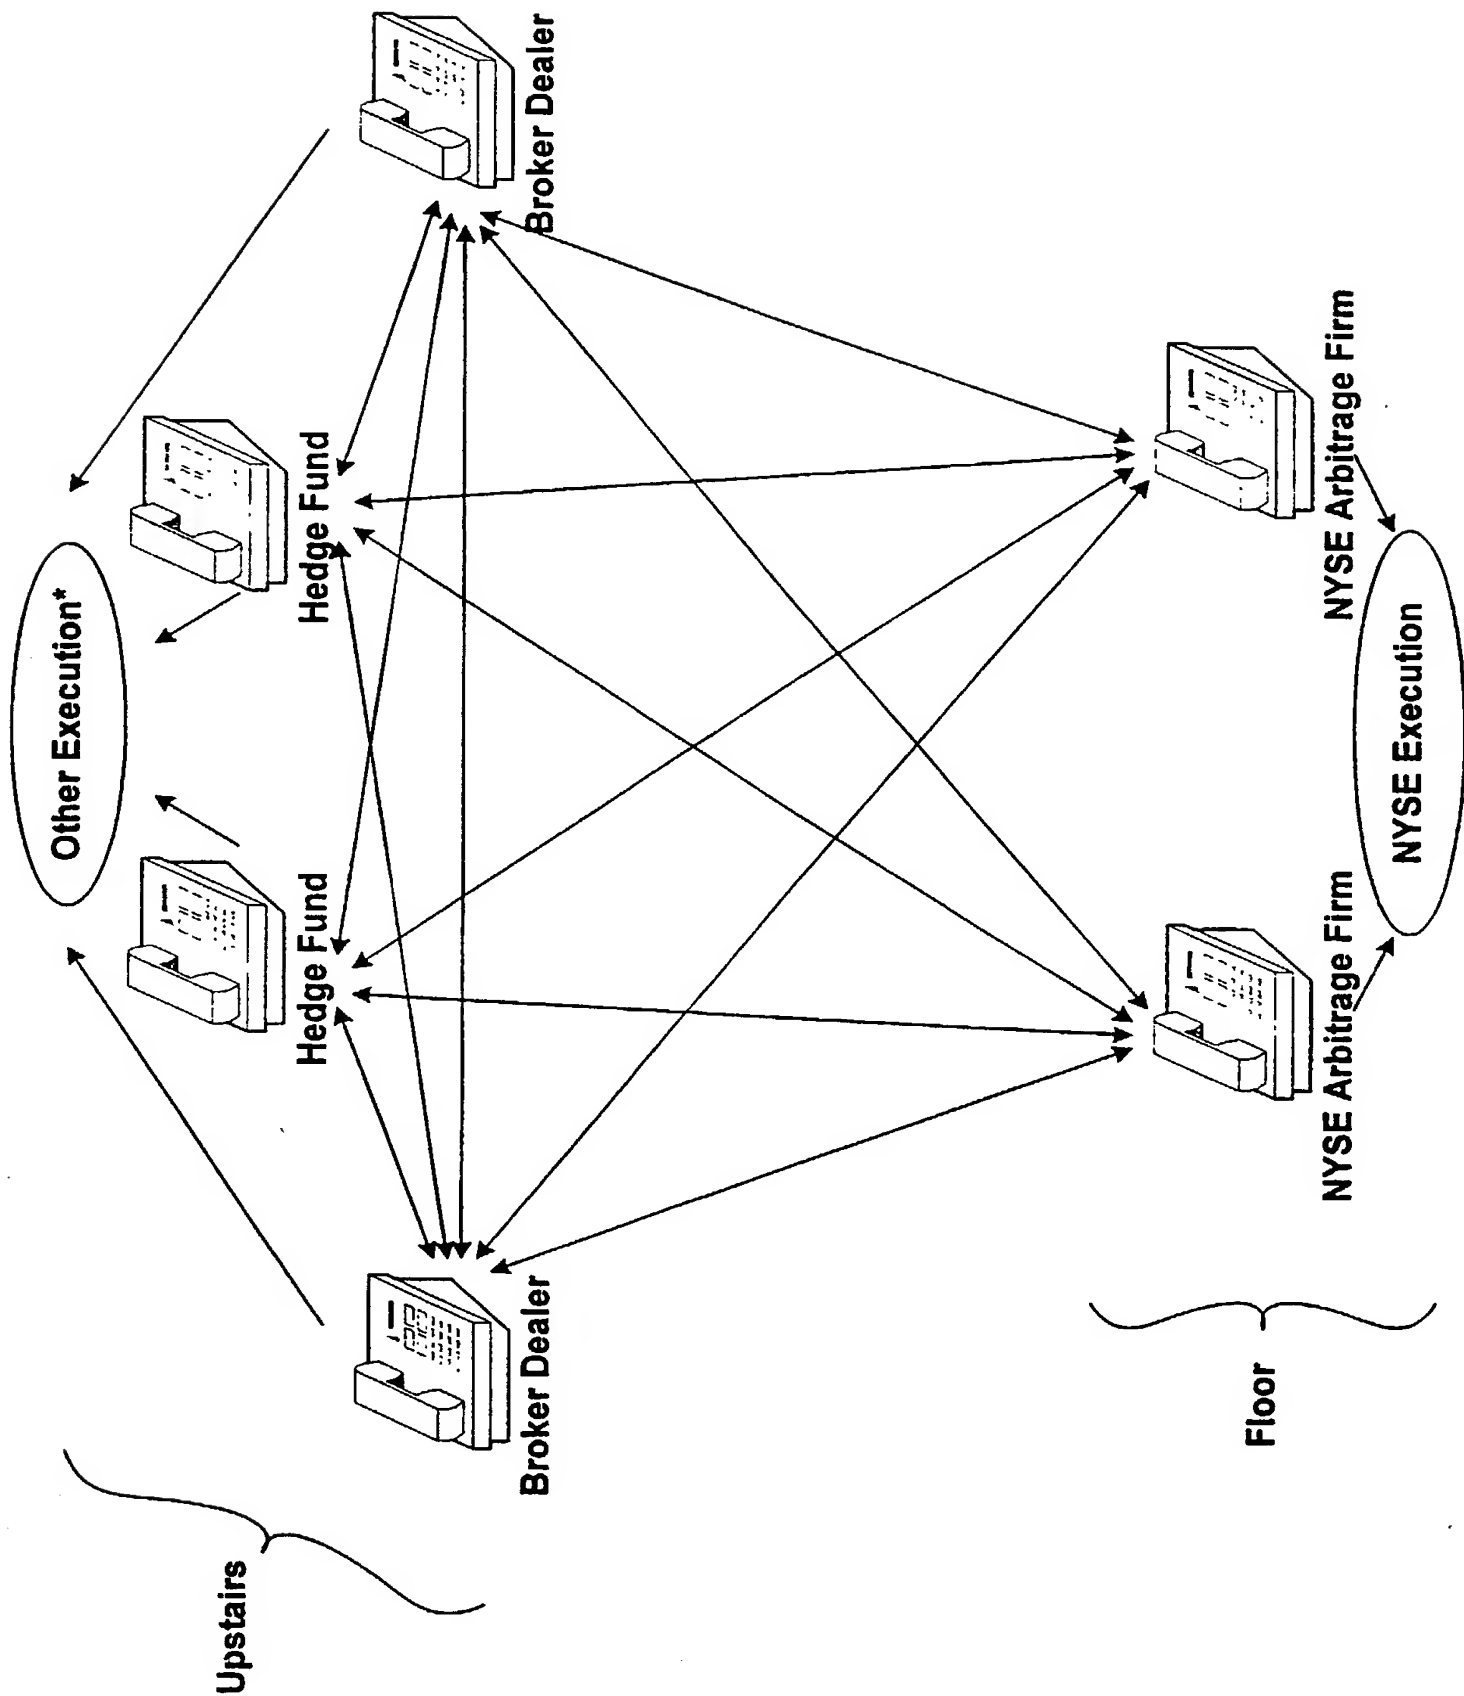 Other Execution*
Upstairs
Hedge Fund
Hedge Fund
Broker Dealer
Broker Dealer
Floor
NYSE Arbitrage Firm
NYSE Arbitrage Firm
NYSE Execution